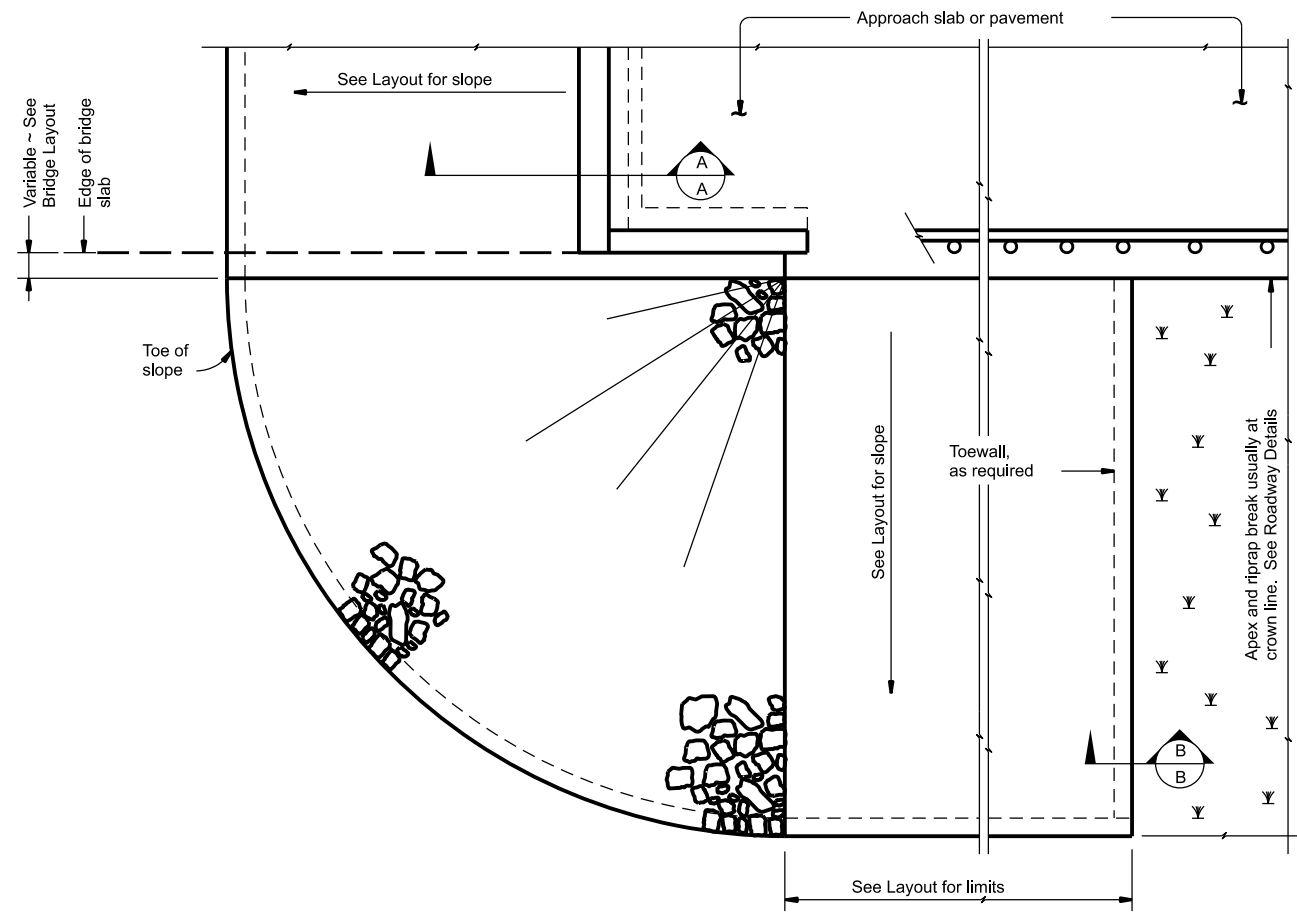 Approach slab or pavement
See Layout for slope
Variable ~ See
Bridge Layout
Edge of bridge
slab
A
A
Toe of
slope
See Layout for slope
Toewall,
as required
Apex and riprap break usually at
crown line. See Roadway Details
B
B
See Layout for limits